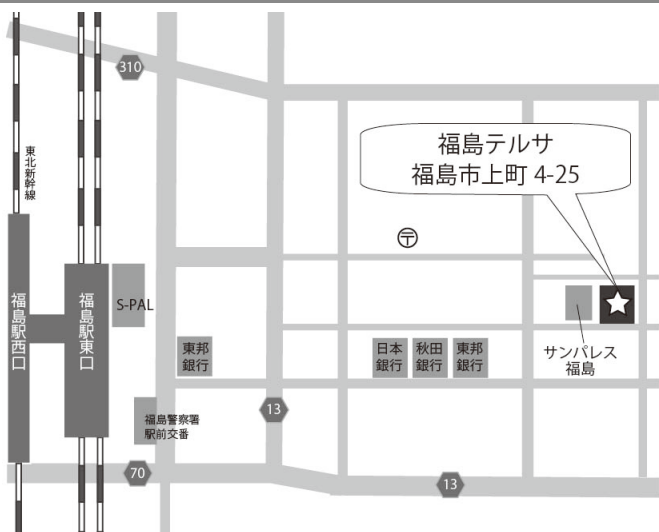 310
東北新幹線
福島テルサ
福島市上町 4-25
〒
福島駅西口
福島駅東口
S-PAL
東邦
銀行
日本
銀行
秋田
銀行
東邦
銀行
サンパレス
福島
福島警察署
駅前交番
13
70
13